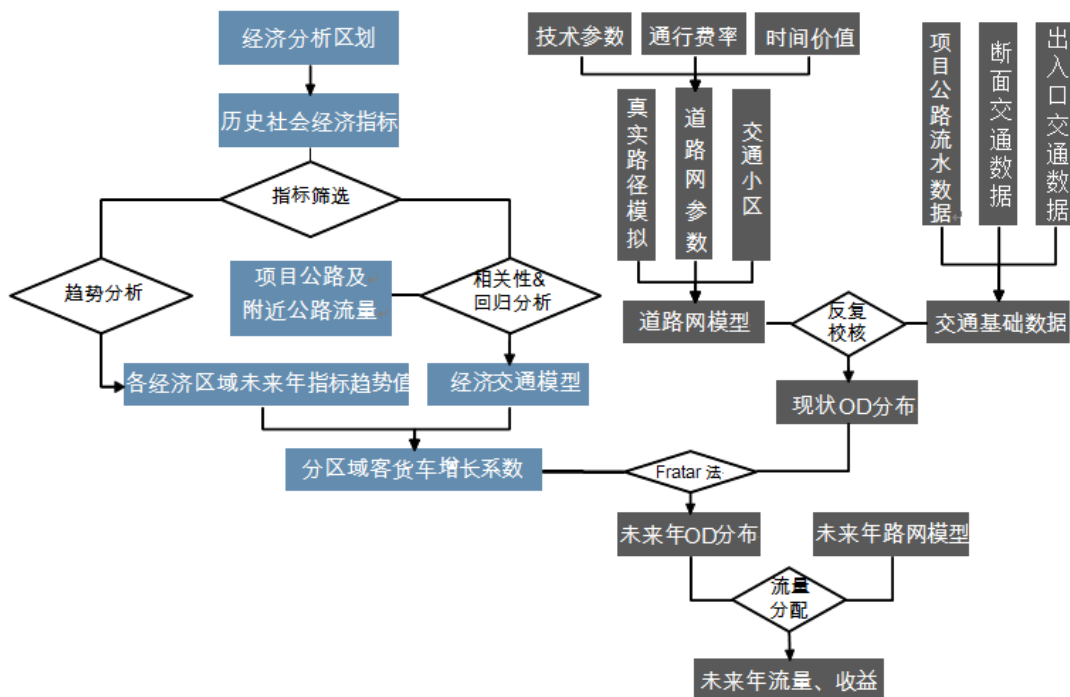 经济分析区划
历史社会经济指标
指标筛选
趋势分析
项目公路及
附近公路流量
相关性&
回归分析
各经济区域未来年指标趋势值
经济交通模型
分区域客货车增长系数
技术参数
通行费率
时间价值
真实路径模拟
道路网参数
交通小区
道路网模型
项目公路流水数据
断面交通数据
出入口交通数据
反复
校核
交通基础数据
现状OD分布
Fratar 法
未来年OD分布
未来年路网模型
流量
分配
未来年流量、收益